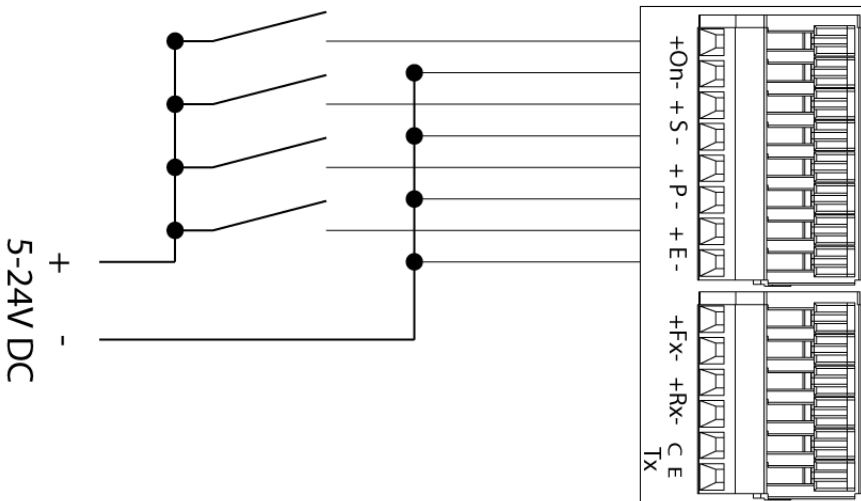 +On- + S - + P - + E -
+Fx- +Rx- C E
Tx
+ -
5-24V DC